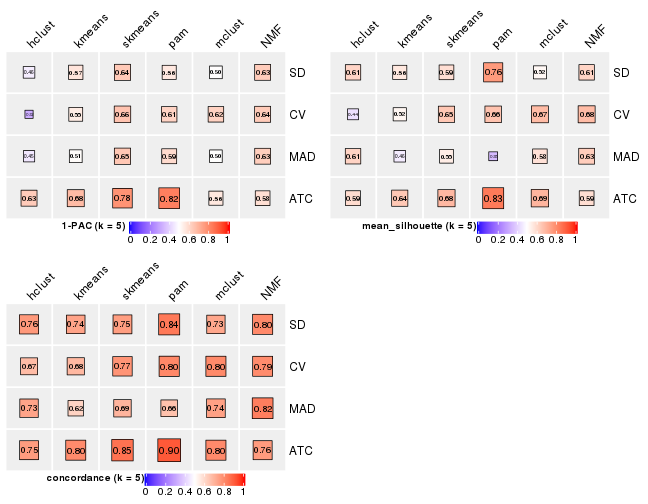 hclust kmeans skmeans pam mclust NMF
0.57 0.64 0.56 0.50 0.63 SD
0.55 0.66 0.61 0.62 0.64 CV
0.51 0.65 0.59 0.50 0.63 MAD
0.63 0.68 0.78 0.82 0.56 0.58 ATC
1-PAC (k = 5)
0 0.2 0.4 0.6 0.8 1
hclust kmeans skmeans pam mclust NMF
0.61 0.56 0.59 0.76 0.52 0.61 SD
0.44 0.52 0.65 0.66 0.67 0.68 CV
0.61 0.46 0.55 0.58 0.63 MAD
0.59 0.64 0.68 0.83 0.69 0.59 ATC
mean_silhouette (k = 5)
0 0.2 0.4 0.6 0.8 1
hclust kmeans skmeans pam mclust NMF
0.76 0.74 0.75 0.84 0.73 0.80 SD
0.67 0.68 0.77 0.80 0.80 0.79 CV
0.73 0.62 0.69 0.66 0.74 0.82 MAD
0.75 0.80 0.85 0.90 0.80 0.76 ATC
concordance (k = 5)
0 0.2 0.4 0.6 0.8 1